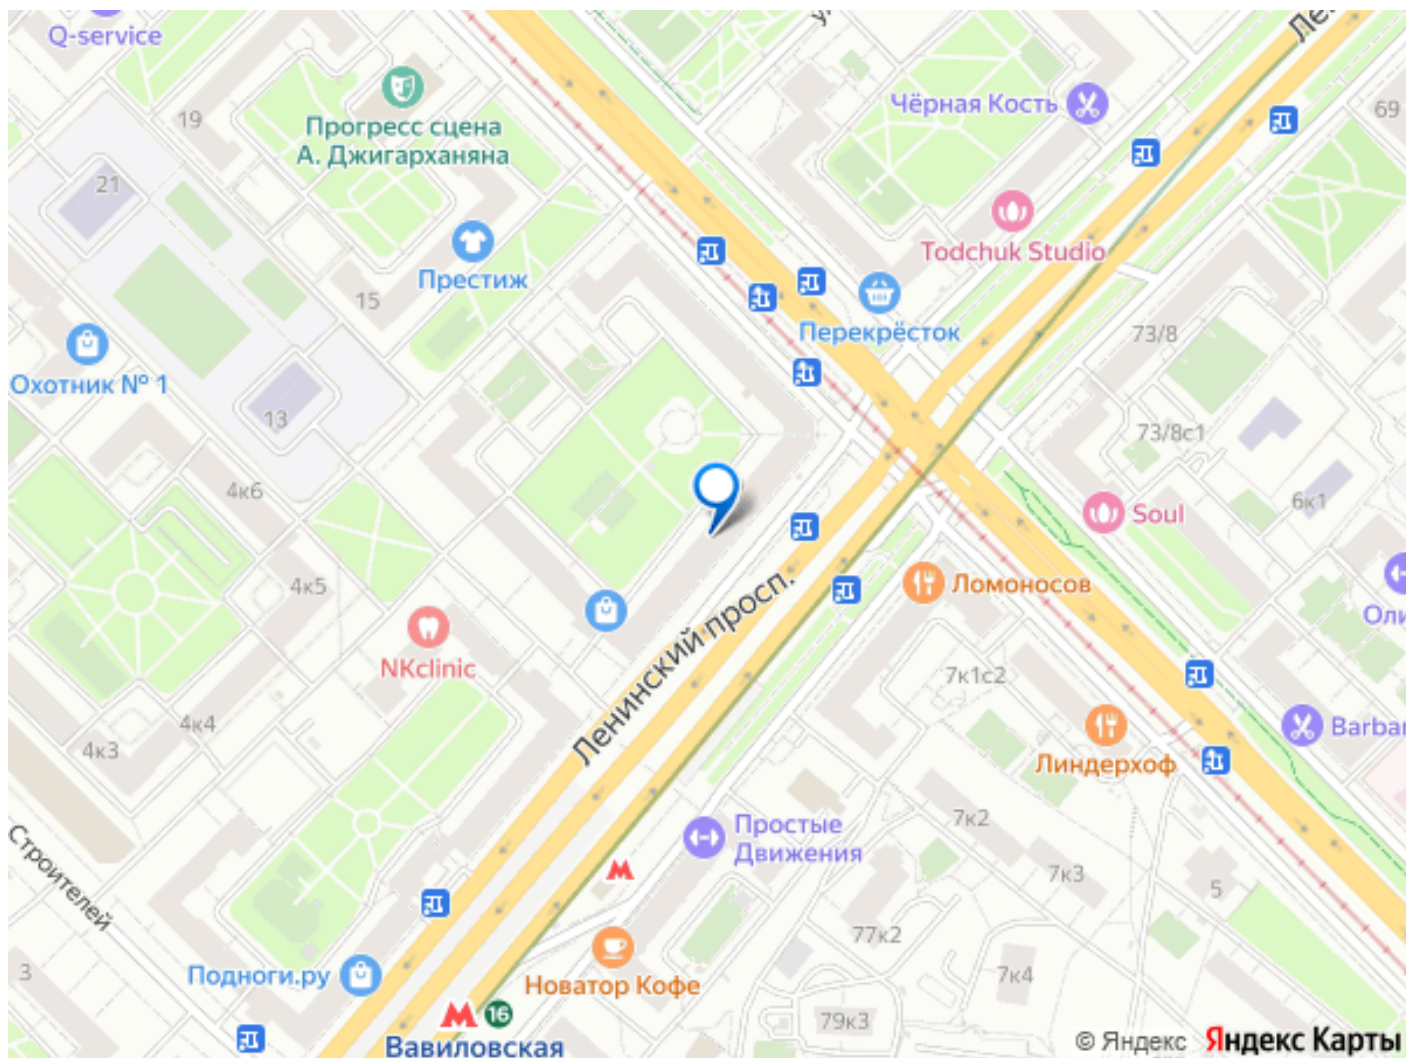 Q-service
Чёрная Кость
69
19
Прогресс сцена
А. Джигарханяна
21
Todchuk Studio
Престиж
15
Перекрёсток
73/8
Охотник № 1
13
73/8с1
4к6
6к1
Soul
4к5
Ломоносов
Ленинский просп.
NKclinic
7к1с2
4к4
4к3
Линдерхоф
7к2
Простые
Движения
Строителей
7к3
5
77к2
3
Подноги.ру
Новатор Кофе
7к4
16
79к3
Вавиловская
© Яндекс Яндекс Карты